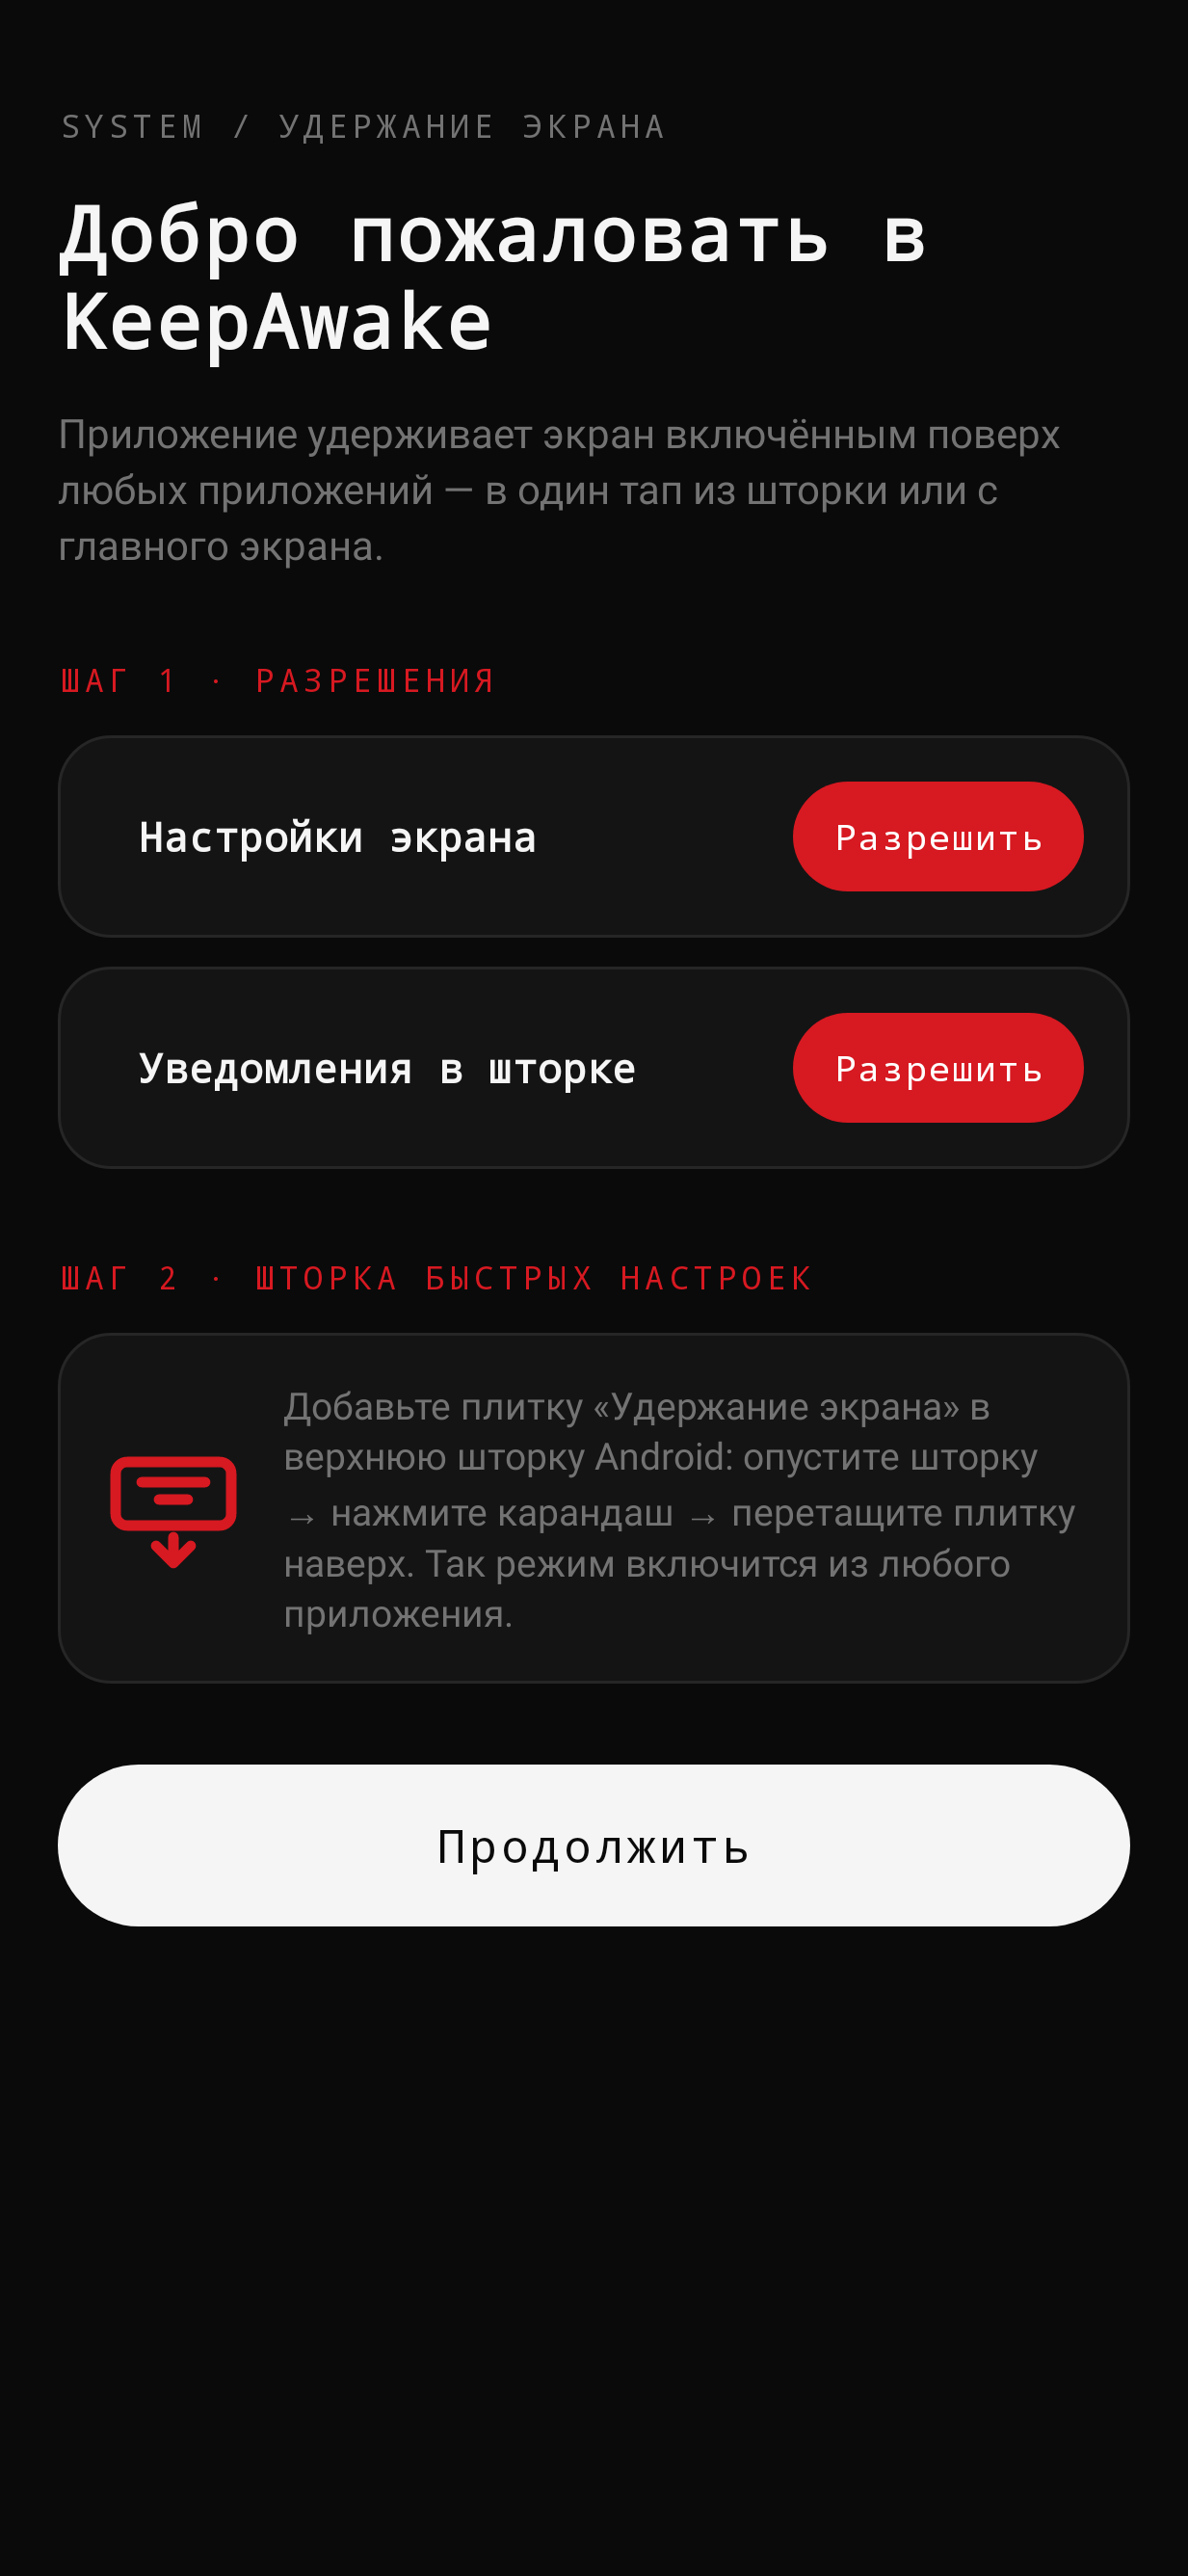 SYSTEM / УДЕРЖАНИЕ ЭКРАНА
Добро пожаловать в
KeepAwake
Приложение удерживает экран включённым поверх
любых приложений — в один тап из шторки или с
главного экрана.
ШАГ 1 · РАЗРЕШЕНИЯ
Настройки экрана
Разрешить
Уведомления в шторке
Разрешить
ШАГ 2 · ШТОРКА БЫСТРЫХ НАСТРОЕК
Добавьте плитку «Удержание экрана» в
верхнюю шторку Android: опустите шторку
→ нажмите карандаш → перетащите плитку
наверх. Так режим включится из любого
приложения.
Продолжить